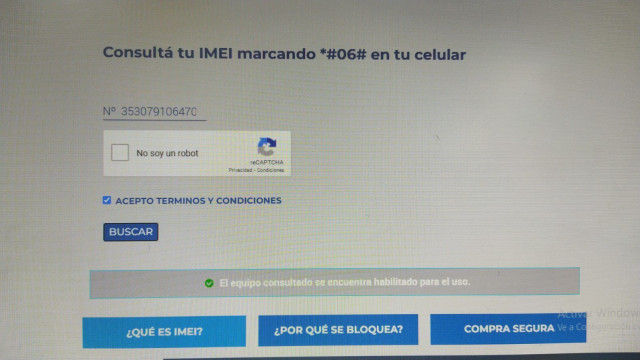 Consultá tu IMEI marcando *#06# en tu celular
Nº 353079106470
No soy un robot
reCAPTCHA
Privacidad - Condiciones
ACEPTO TERMINOS Y CONDICIONES
BUSCAR
El equipo consultado se encuentra habilitado para el uso.
¿QUÉ ES IMEI?
¿POR QUÉ SE BLOQUEA?
COMPRA SEGURA
Activar Windows
Ve a